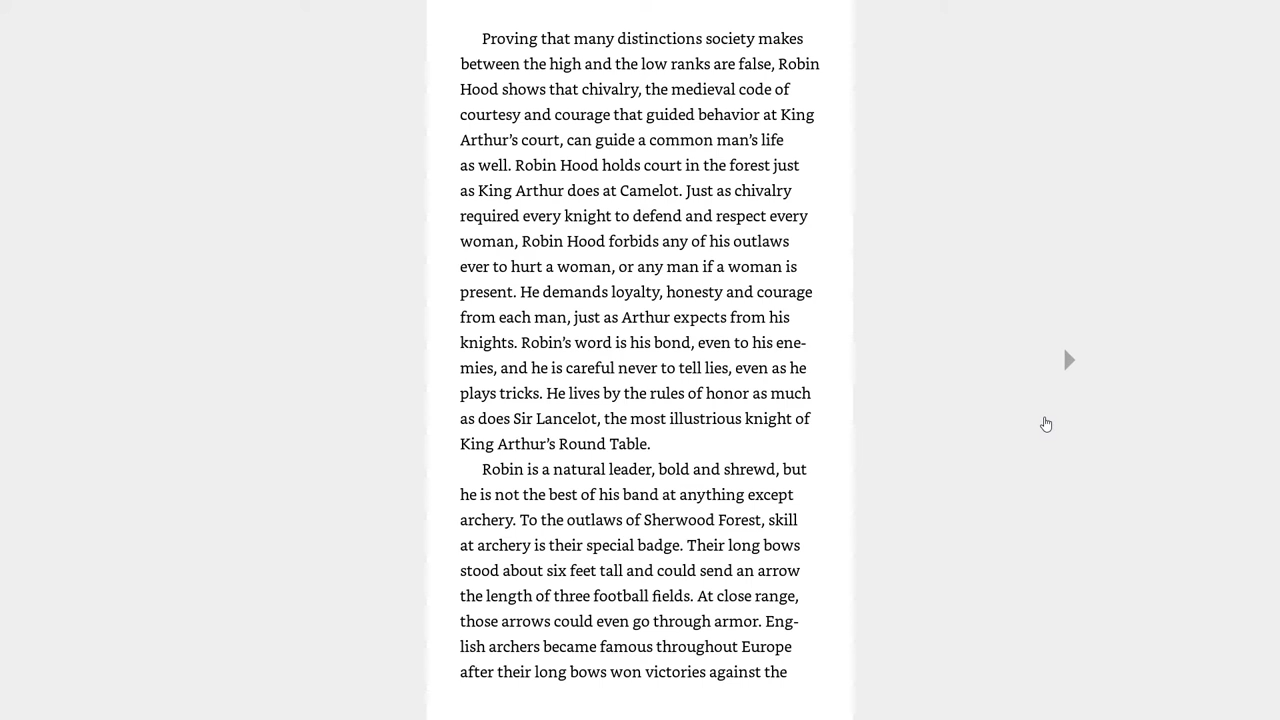 Proving that many distinctions society makes
between the high and the low ranks are false, Robin
Hood shows that chivalry, the medieval code of
courtesy and courage that guided behavior at King
Arthur's court, can guide a common man's life
as well. Robin Hood holds court in the forest just
as King Arthur does at Camelot. Just as chivalry
required every knight to defend and respect every
woman, Robin Hood forbids any of his outlaws
ever to hurt a woman, or any man if a woman is
present. He demands loyalty, honesty and courage
from each man, just as Arthur expects from his
knights. Robin's word is his bond, even to his ene-
mies, and he is careful never to tell lies, even as he
plays tricks. He lives by the rules of honor as much
as does Sir Lancelot, the most illustrious knight of
King Arthur's Round Table.
Robin is a natural leader, bold and shrewd, but
he is not the best of his band at anything except
archery. To the outlaws of Sherwood Forest, skill
at archery is their special badge. Their long bows
stood about six feet tall and could send an arrow
the length of three football fields. At close range,
those arrows could even go through armor. Eng-
lish archers became famous throughout Europe
after their long bows won victories against the